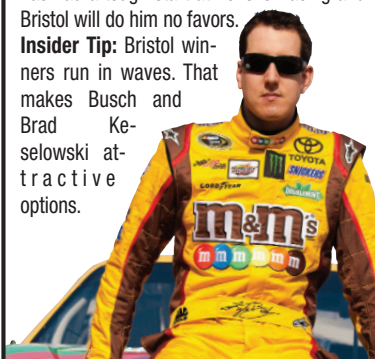 Bristol will do him no favors.
Insider Tip: Bristol win-
ners run in waves. That
makes Busch and
Brad Ke-
selowski at-
tractive
options.
TOYOTA
SNICKERS
GOODYEAR
DOUBLEMINT
m&m's
m m m m m m